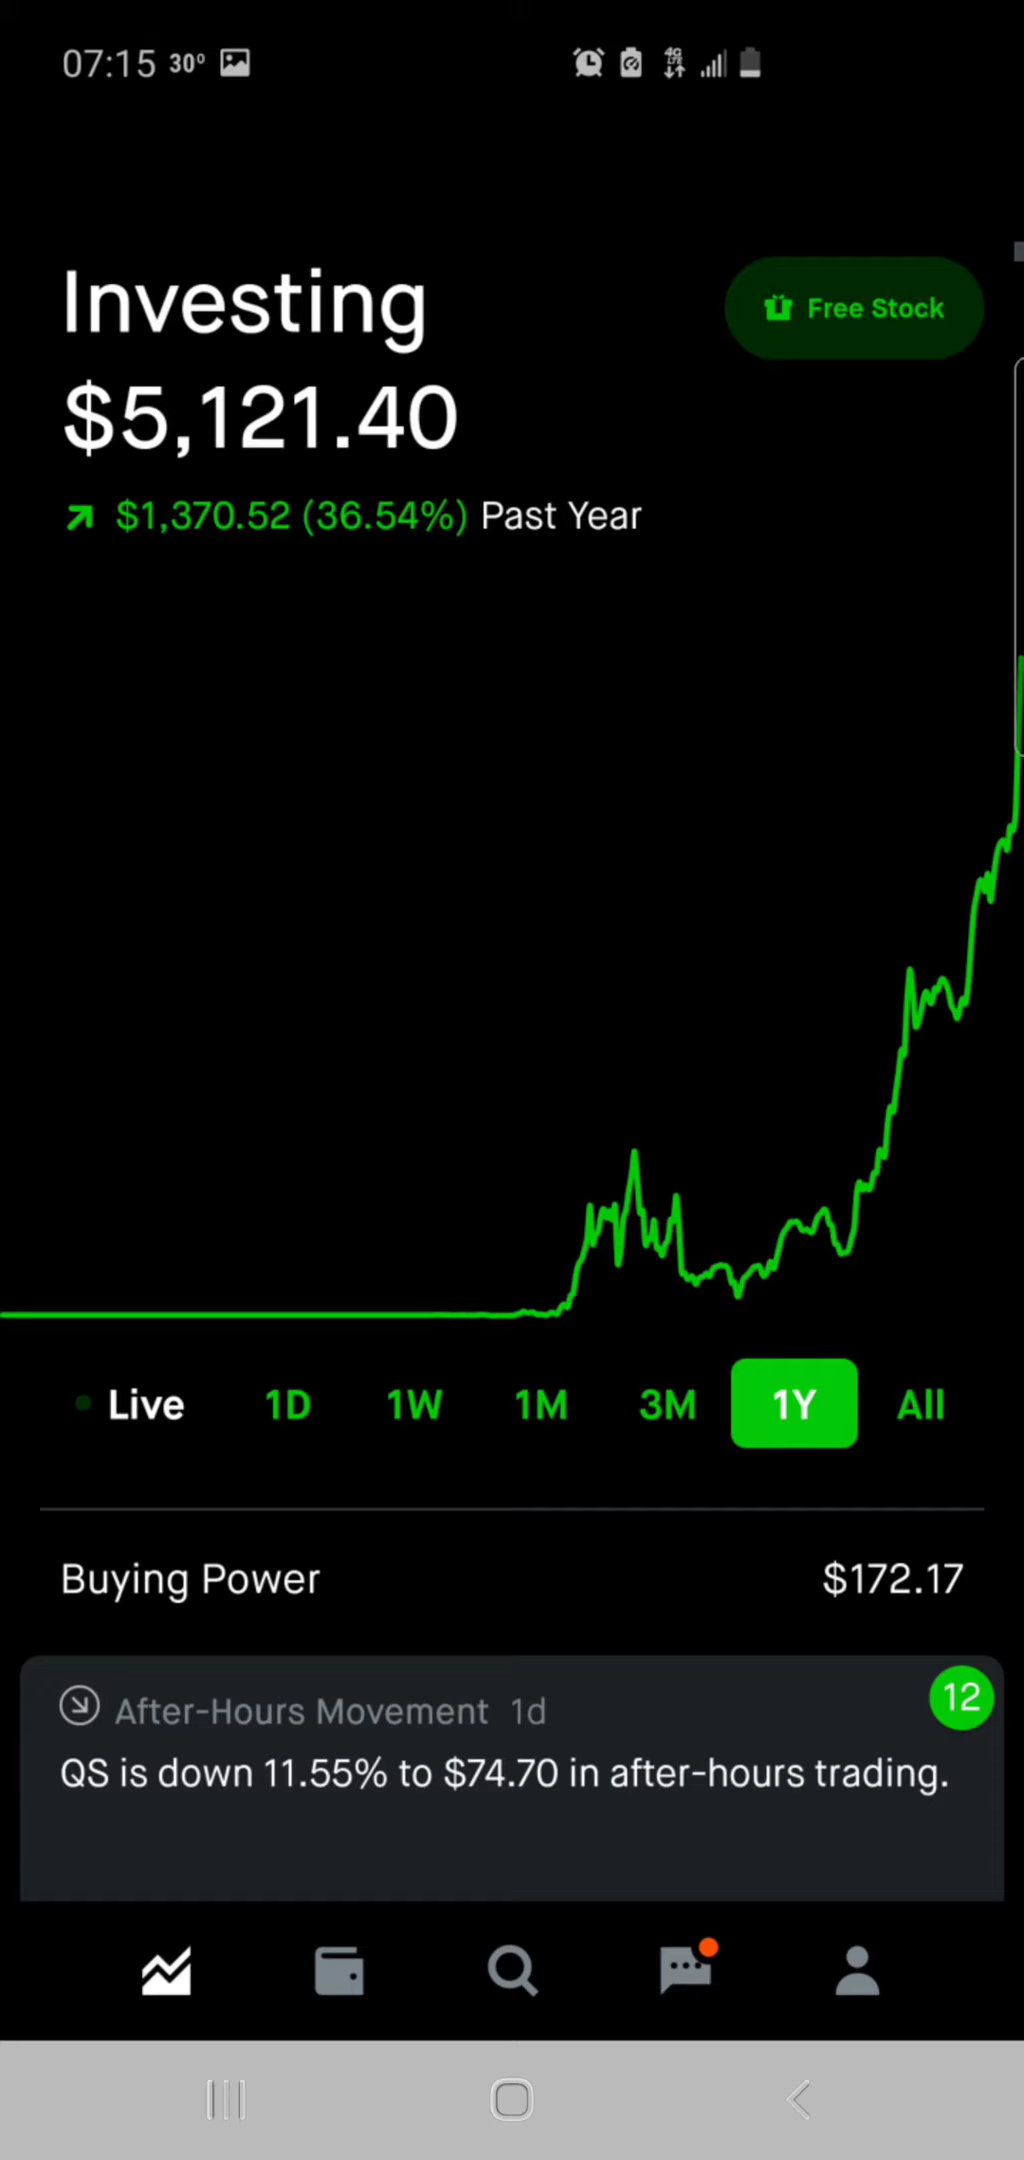 07:15 30°
4G LTE
Investing
Free Stock
$5,121.40
$1,370.52 (36.54%) Past Year
Live 1D 1W 1M 3M 1Y All
Buying Power $172.17
After-Hours Movement 1d
12
QS is down 11.55% to $74.70 in after-hours trading.